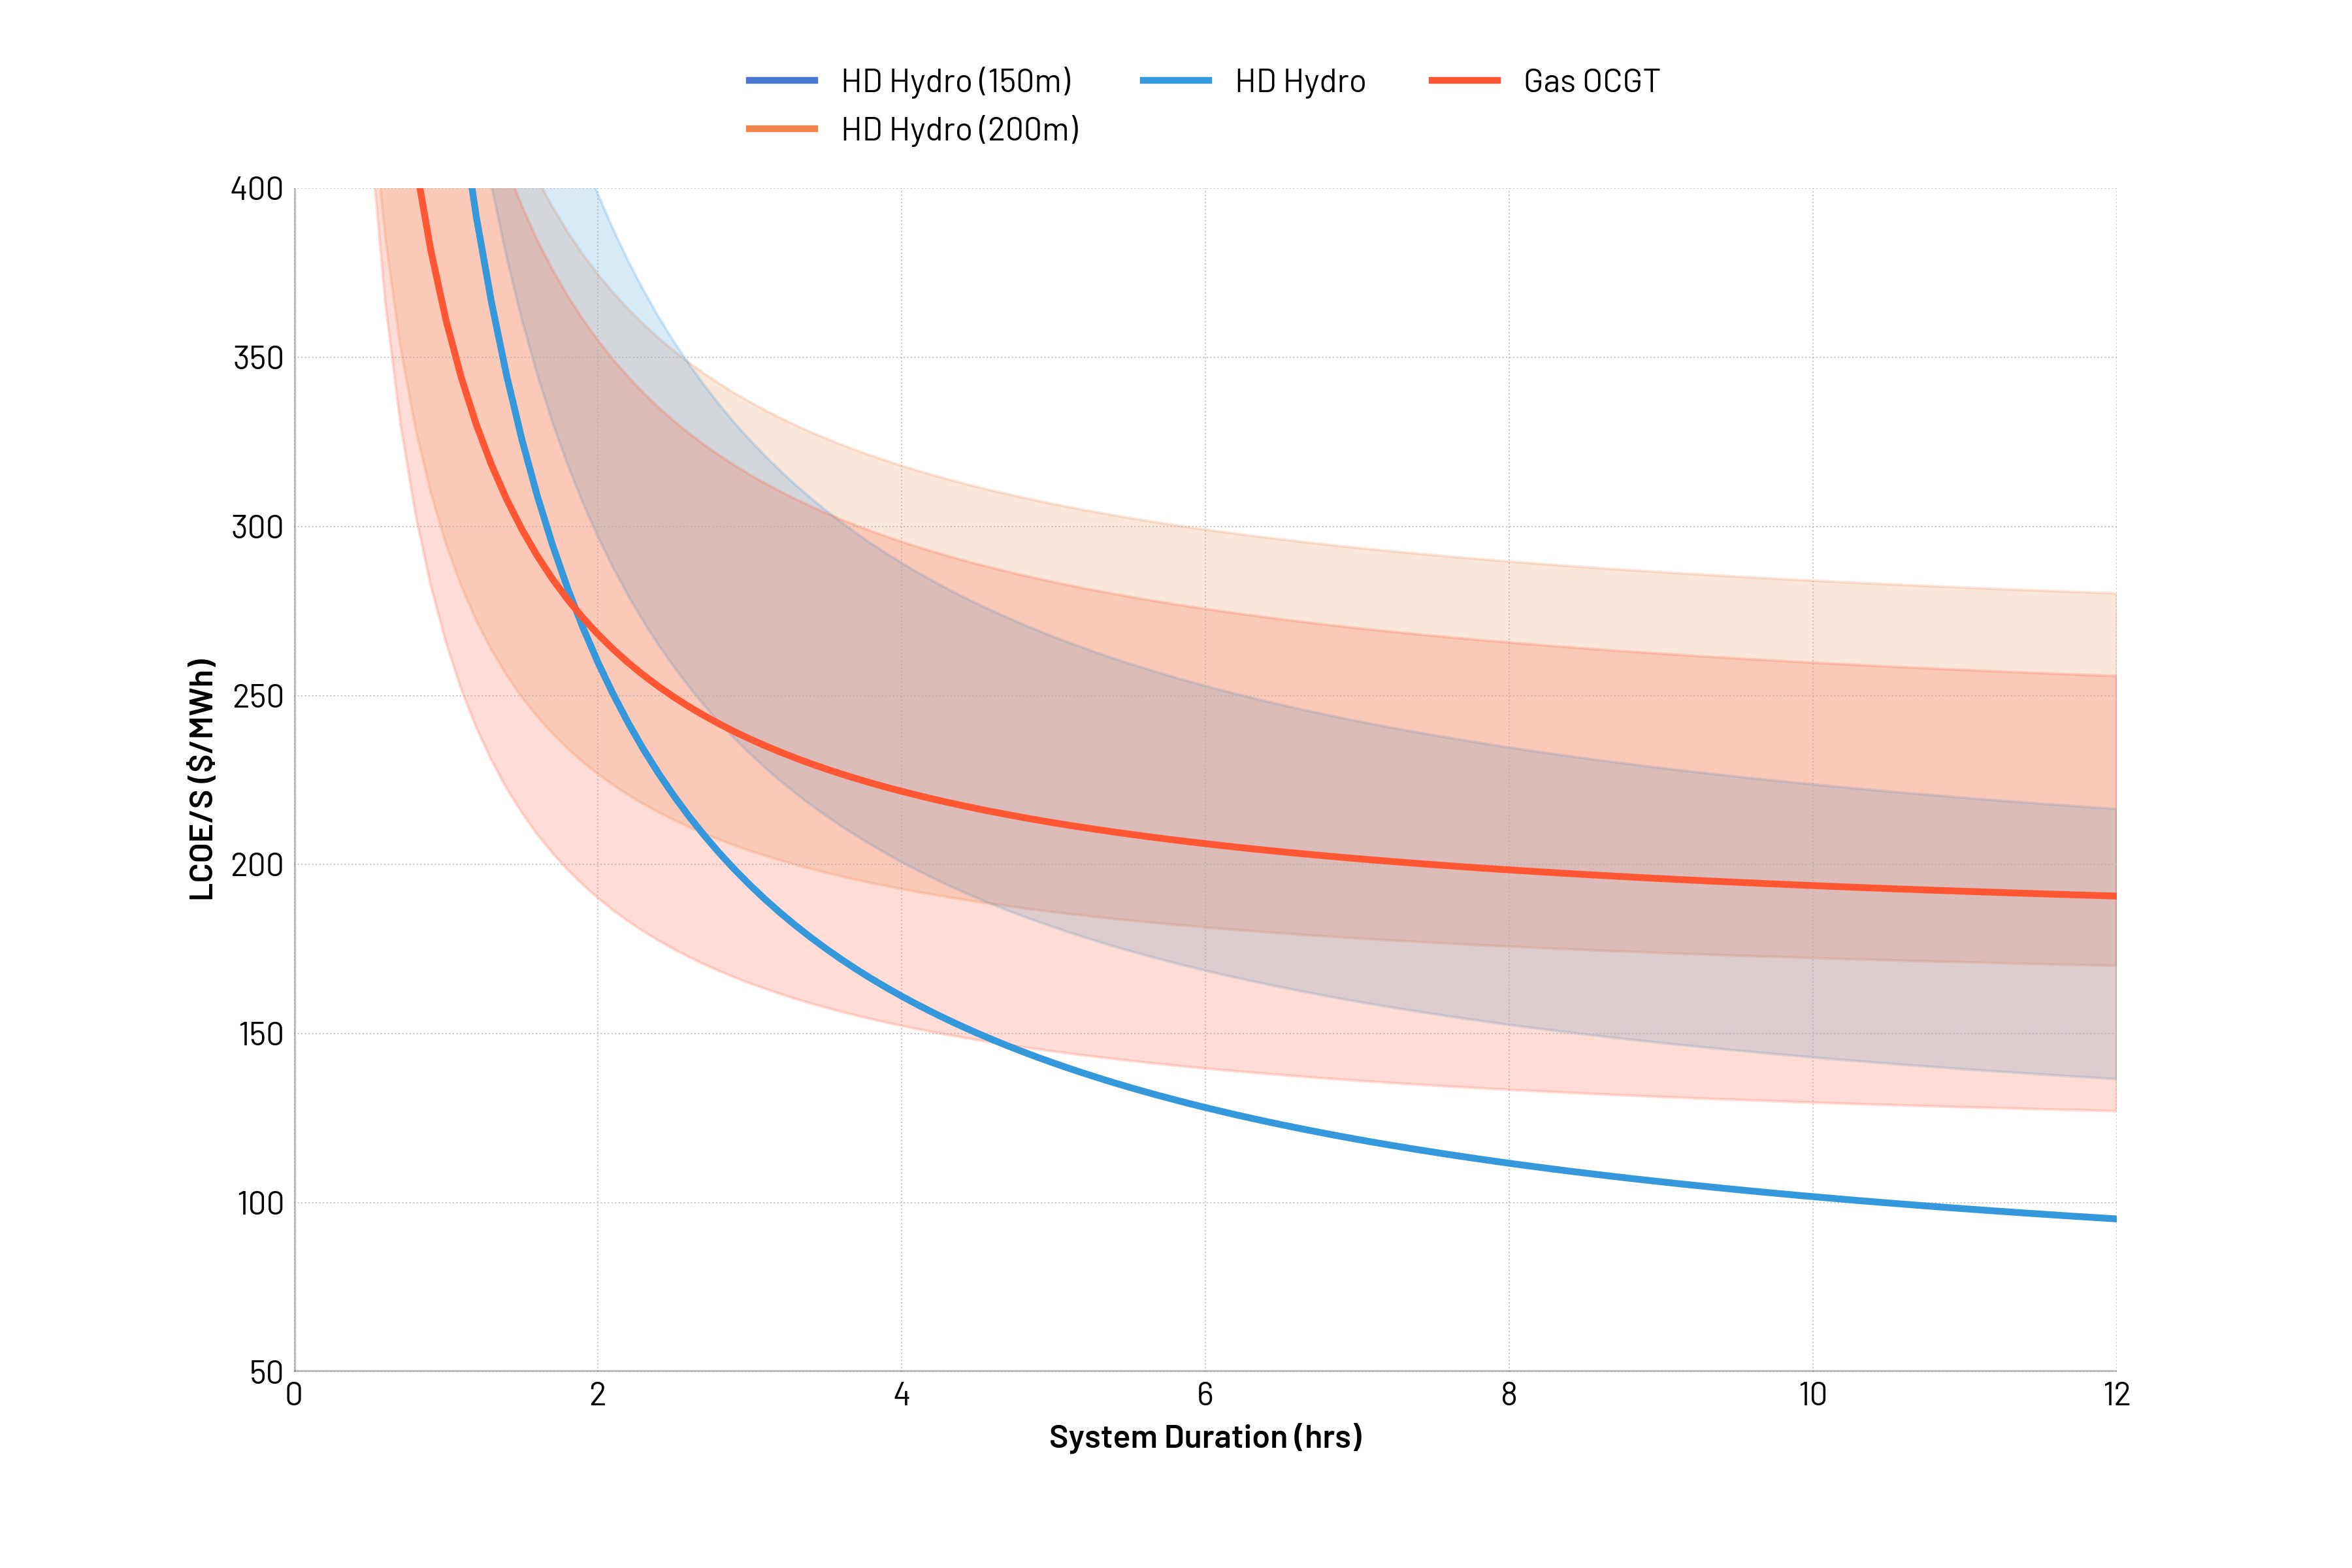 HD Hydro (150m) HD Hydro Gas OCGT
HD Hydro (200m)
400
350
300
250
200
150
100
50
LCOE/S ($/MWh)
0 2 4 6 8 10 12
System Duration (hrs)